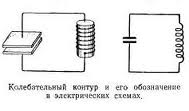 Колебательный контур и его обозначение
в электрических схемах.